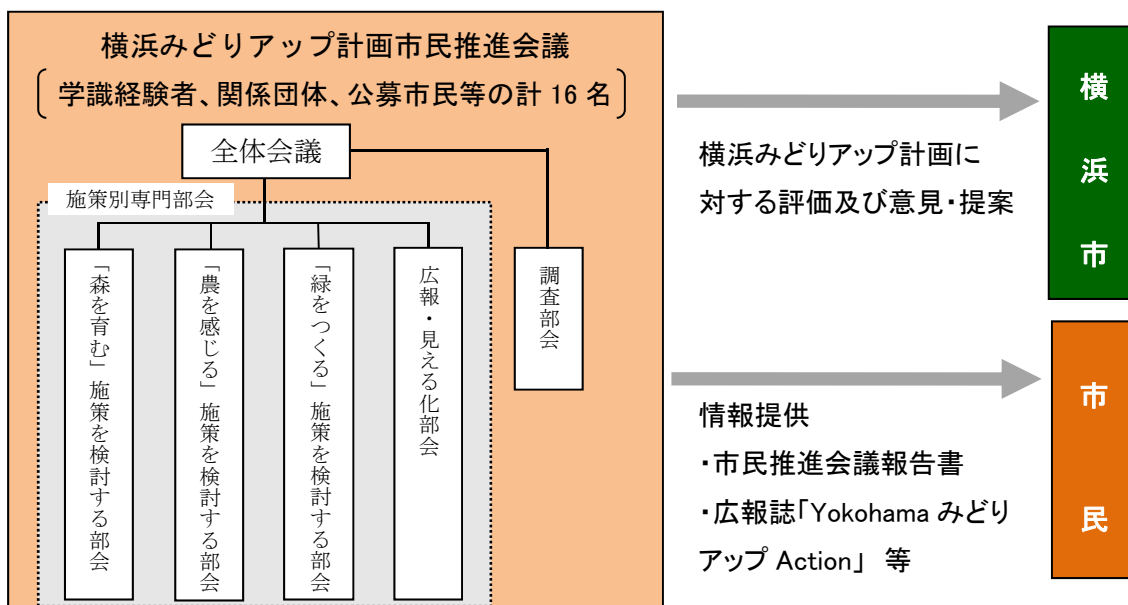 横浜みどりアップ計画市民推進会議
学識経験者、関係団体、公募市民等の計 16 名
全体会議
施策別専門部会
「森を育む」施策を検討する部会
「農を感じる」施策を検討する部会
「緑をつくる」施策を検討する部会
広報・見える化部会
調査部会
横浜みどりアップ計画に
対する評価及び意見・提案
横浜市
情報提供
・市民推進会議報告書
・広報誌「Yokohama みどり
アップ Action」 等
市民